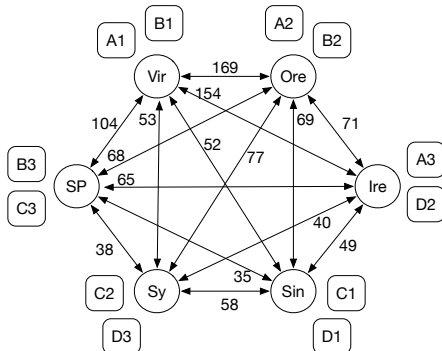 B1 A2
A1 B2
Vir 169 Ore
154
104 53 52 69 71
68 77
B3 A3
SP 65 Ire
C3 D2
38 40 49
35
C2 Sy 58 Sin C1
D3 D1